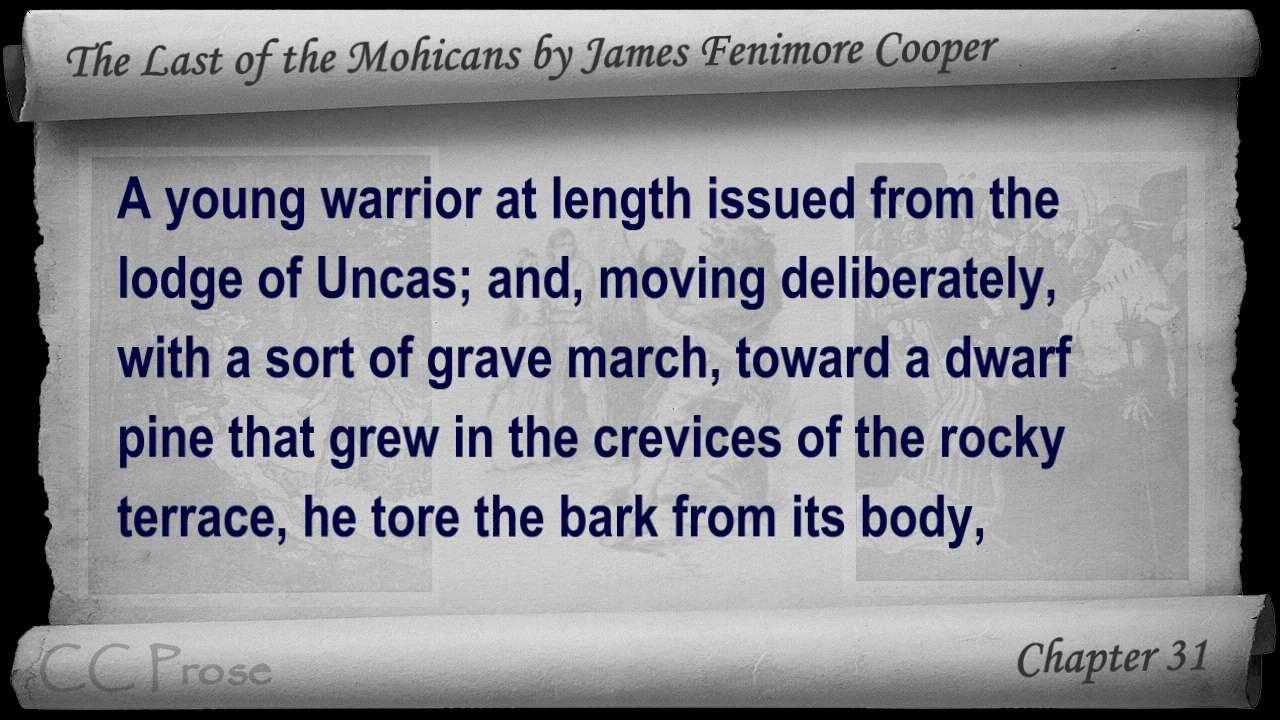 The Last of the Mohicans by James Fenimore Cooper
A young warrior at length issued from the
lodge of Uncas; and, moving deliberately,
with a sort of grave march, toward a dwarf
pine that grew in the crevices of the rocky
terrace, he tore the bark from its body,
CC Prose
Chapter 31